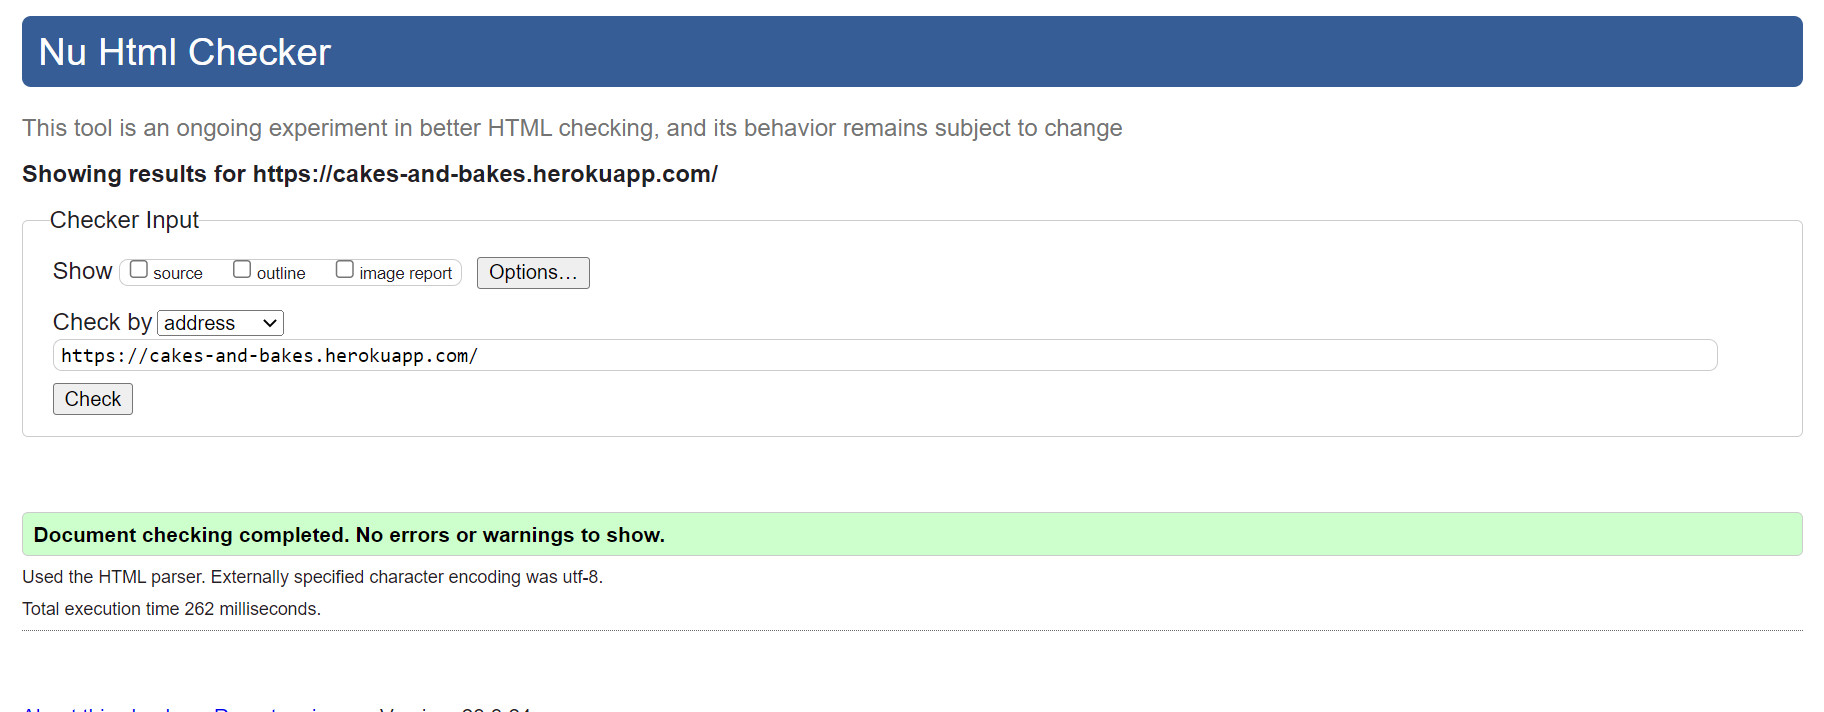 Nu Html Checker
This tool is an ongoing experiment in better HTML checking, and its behavior remains subject to change
Showing results for https://cakes-and-bakes.herokuapp.com/
Checker Input
Show source outline image report Options…
Check by address
https://cakes-and-bakes.herokuapp.com/
Check
Document checking completed. No errors or warnings to show.
Used the HTML parser. Externally specified character encoding was utf-8.
Total execution time 262 milliseconds.